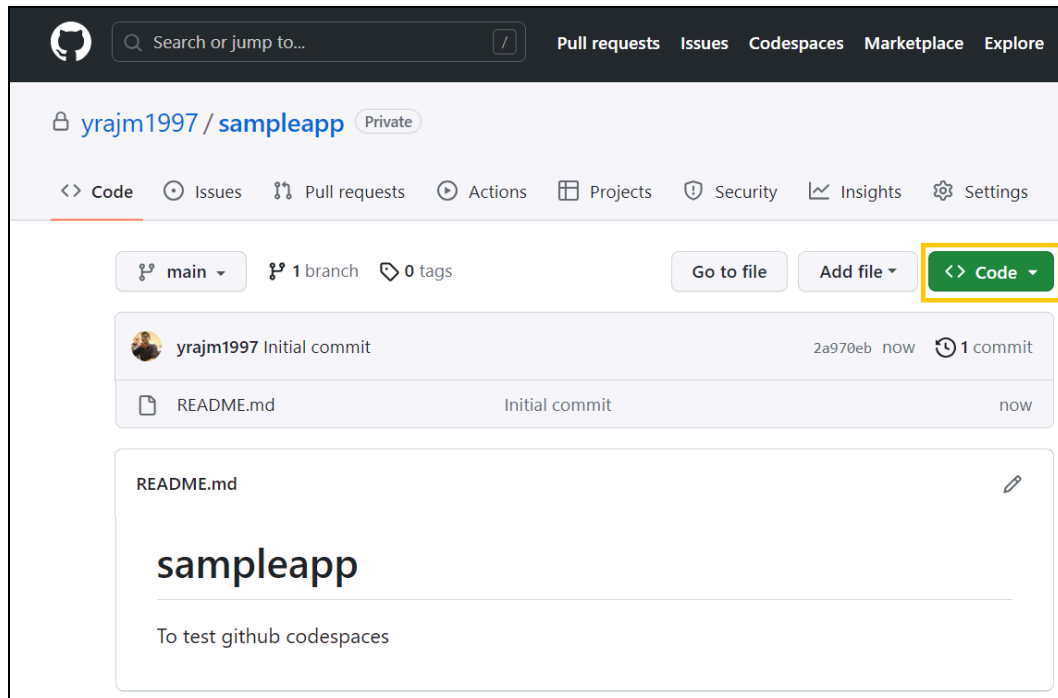 Search or jump to... / Pull requests Issues Codespaces Marketplace Explore
yrajm1997 / sampleapp Private
<> Code Issues Pull requests Actions Projects Security Insights Settings
main 1 branch 0 tags Go to file Add file <> Code
yrajm1997 Initial commit 2a970eb now 1 commit
README.md Initial commit now
README.md
sampleapp
To test github codespaces